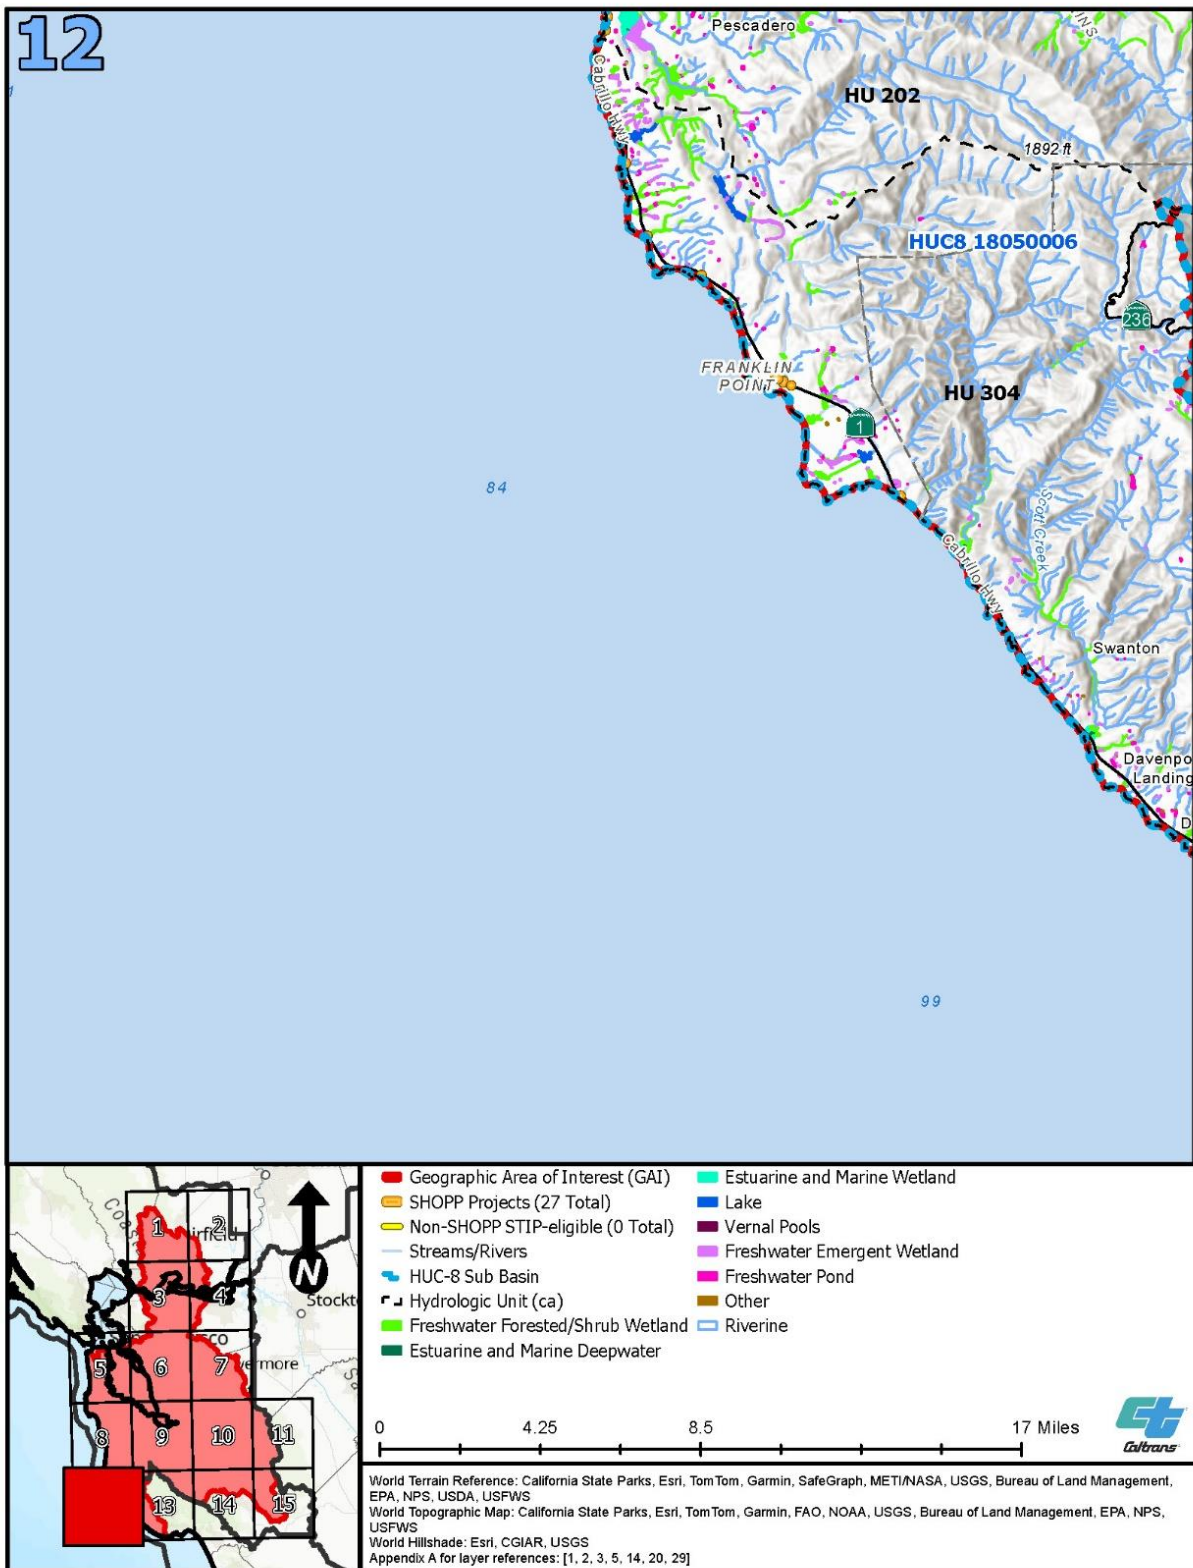 12
Pescadero
INS
Cabrillo Hwy
HU 202
1892 ft
HUC8 18050006
236
FRANKLIN
POINT
HU 304
1
84
Scott Creek
Cabrillo Hwy
Swanton
Davenpo
Landing
D
99
Coas
1
2
irfield
3
4
Stockt
sco
5
6
7
vermore
8
9
10
11
13
14
15
N
Geographic Area of Interest (GAI)
SHOPP Projects (27 Total)
Non-SHOPP STIP-eligible (0 Total)
Streams/Rivers
HUC-8 Sub Basin
Hydrologic Unit (ca)
Freshwater Forested/Shrub Wetland
Estuarine and Marine Deepwater
Estuarine and Marine Wetland
Lake
Vernal Pools
Freshwater Emergent Wetland
Freshwater Pond
Other
Riverine
0 4.25 8.5 17 Miles
Caltrans
World Terrain Reference: California State Parks, Esri, TomTom, Garmin, SafeGraph, METI/NASA, USGS, Bureau of Land Management,
EPA, NPS, USDA, USFWS
World Topographic Map: California State Parks, Esri, TomTom, Garmin, FAO, NOAA, USGS, Bureau of Land Management, EPA, NPS,
USFWS
World Hillshade: Esri, CGIAR, USGS
Appendix A for layer references: [1, 2, 3, 5, 14, 20, 29]